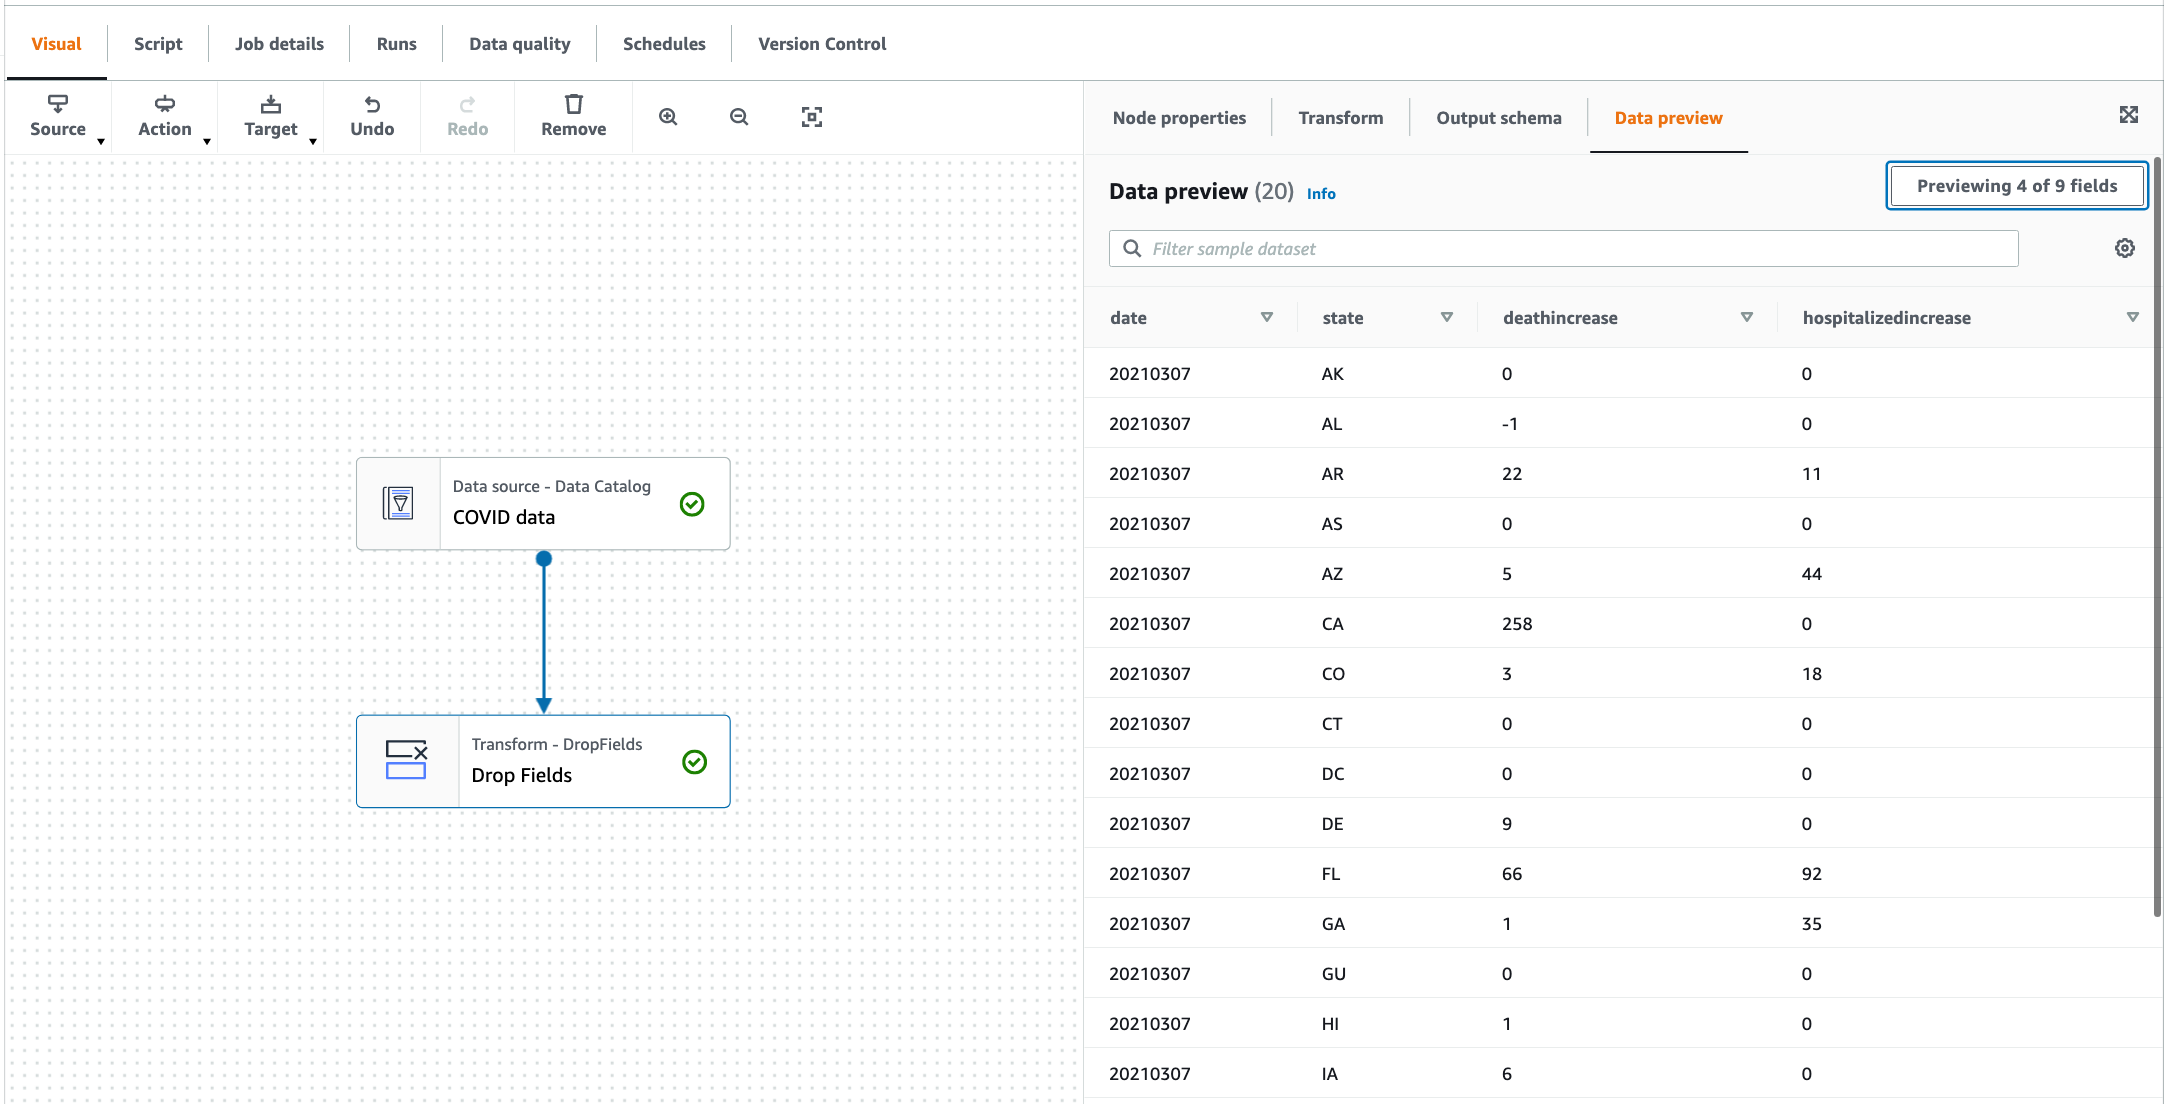 Visual Script Job details Runs Data quality Schedules Version Control
Source Action Target Undo Redo Remove
Node properties Transform Output schema Data preview
Data preview (20) Info
Previewing 4 of 9 fields
Filter sample dataset
date state deathincrease hospitalizedincrease
20210307 AK 0 0
20210307 AL -1 0
20210307 AR 22 11
20210307 AS 0 0
20210307 AZ 5 44
20210307 CA 258 0
20210307 CO 3 18
20210307 CT 0 0
20210307 DC 0 0
20210307 DE 9 0
20210307 FL 66 92
20210307 GA 1 35
20210307 GU 0 0
20210307 HI 1 0
20210307 IA 6 0
Data source - Data Catalog
COVID data
Transform - DropFields
Drop Fields